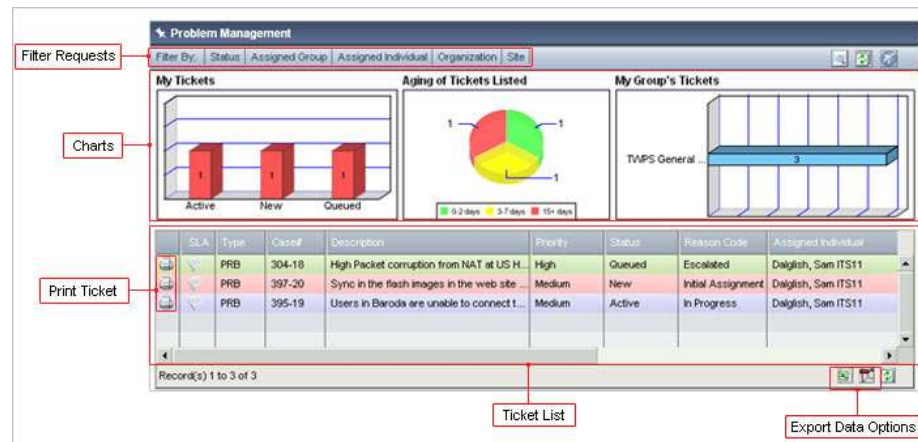 Problem Management
Filter Requests
Filter By: Status Assigned Group Assigned Individual Organization Site
My Tickets
Aging of Tickets Listed
My Group's Tickets
Charts
1 1 1
Active New Queued
1 1
1
0-2 days 3-7 days 15+ days
TWPS General ...
3
SLA Type Case# Description Priority Status Reason Code Assigned Individual
PRB 304-18 High Packet corruption from NAT at US H... High Queued Escalated Dalglish, Sam ITS11
Print Ticket
PRB 397-20 Sync in the flash images in the web site ... Medium New Initial Assignment Dalglish, Sam ITS11
PRB 395-19 Users in Baroda are unable to connect t... Medium Active In Progress Dalglish, Sam ITS11
Record(s) 1 to 3 of 3
Ticket List
Export Data Options